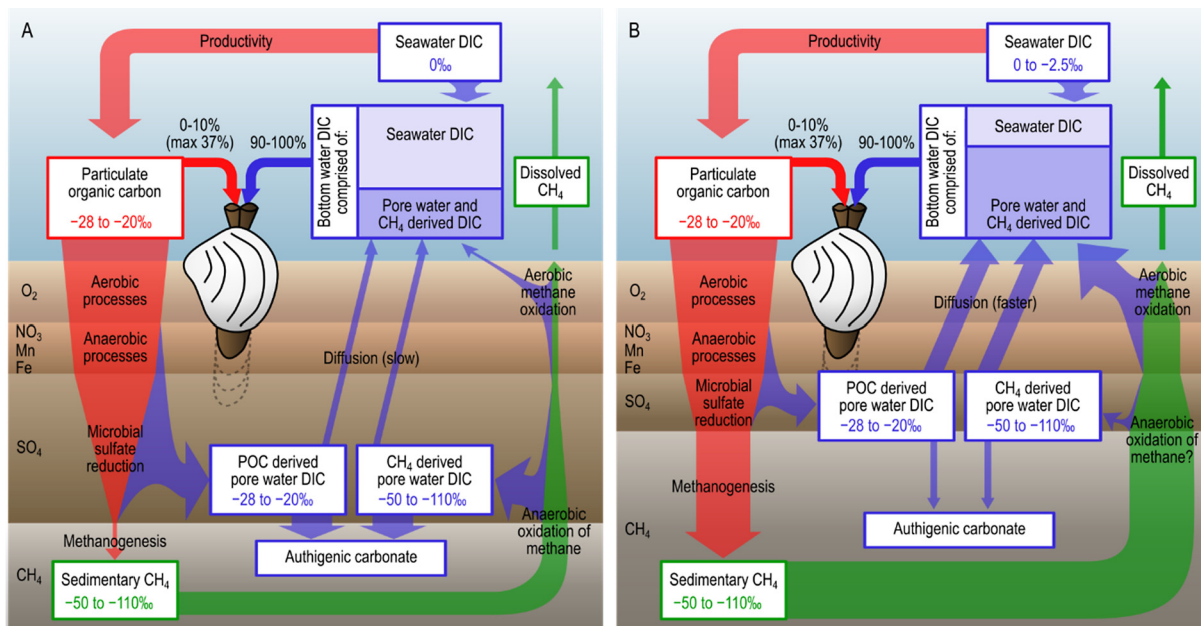 A
Productivity
Seawater DIC
0‰
0-10%
(max 37%)
90-100%
Bottom water DIC
comprised of:
Seawater DIC
Pore water and
CH₄ derived DIC
Dissolved
CH₄
Particulate
organic carbon
−28 to −20‰
O₂
Aerobic
processes
Aerobic
methane
oxidation
NO₃
Mn
Fe
Anaerobic
processes
Diffusion (slow)
SO₄
Microbial
sulfate
reduction
POC derived
pore water DIC
−28 to −20‰
CH₄ derived
pore water DIC
−50 to −110‰
Anaerobic
oxidation of
methane
Methanogenesis
Authigenic carbonate
CH₄
Sedimentary CH₄
−50 to −110‰
B
Productivity
Seawater DIC
0 to −2.5‰
0-10%
(max 37%)
90-100%
Bottom water DIC
comprised of:
Seawater DIC
Pore water and
CH₄ derived DIC
Dissolved
CH₄
Particulate
organic carbon
−28 to −20‰
O₂
Aerobic
processes
Diffusion (faster)
Aerobic
methane
oxidation
NO₃
Mn
Fe
Anaerobic
processes
SO₄
Microbial
sulfate
reduction
POC derived
pore water DIC
−28 to −20‰
CH₄ derived
pore water DIC
−50 to −110‰
Anaerobic
oxidation of
methane?
Methanogenesis
Authigenic carbonate
CH₄
Sedimentary CH₄
−50 to −110‰